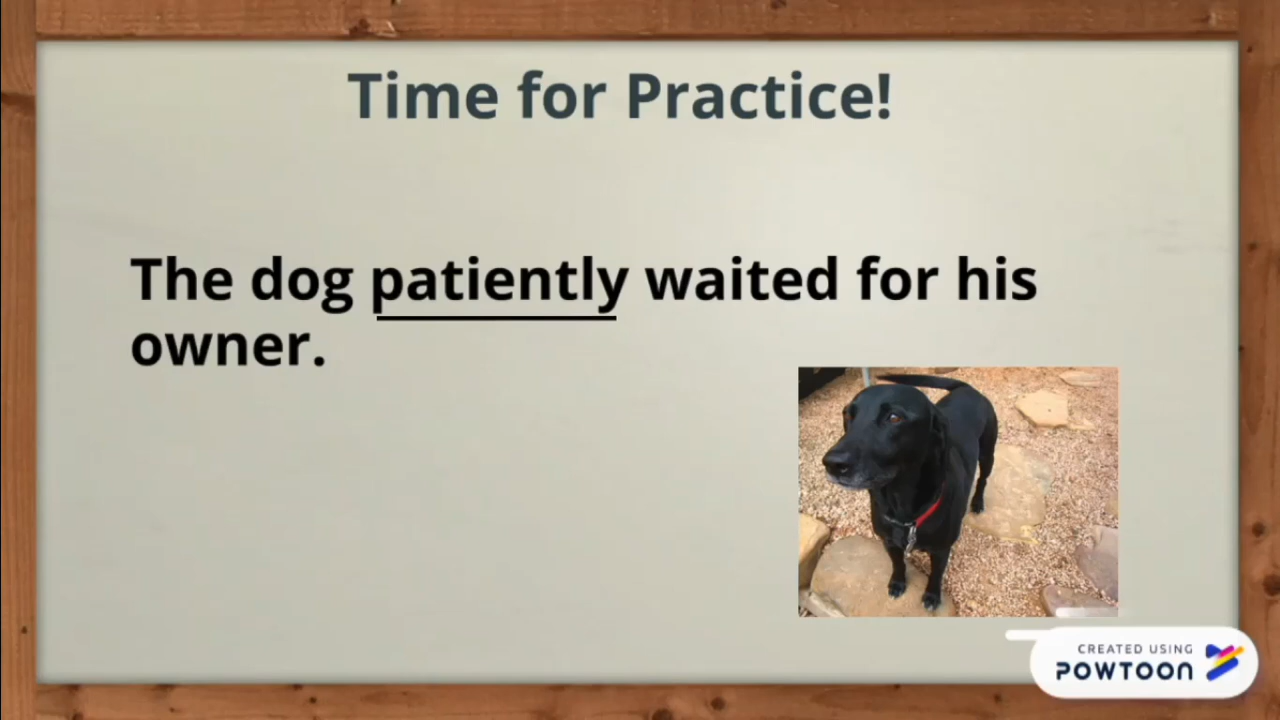 Time for Practice!
The dog patiently waited for his
owner.
CREATED USING
POWTOON